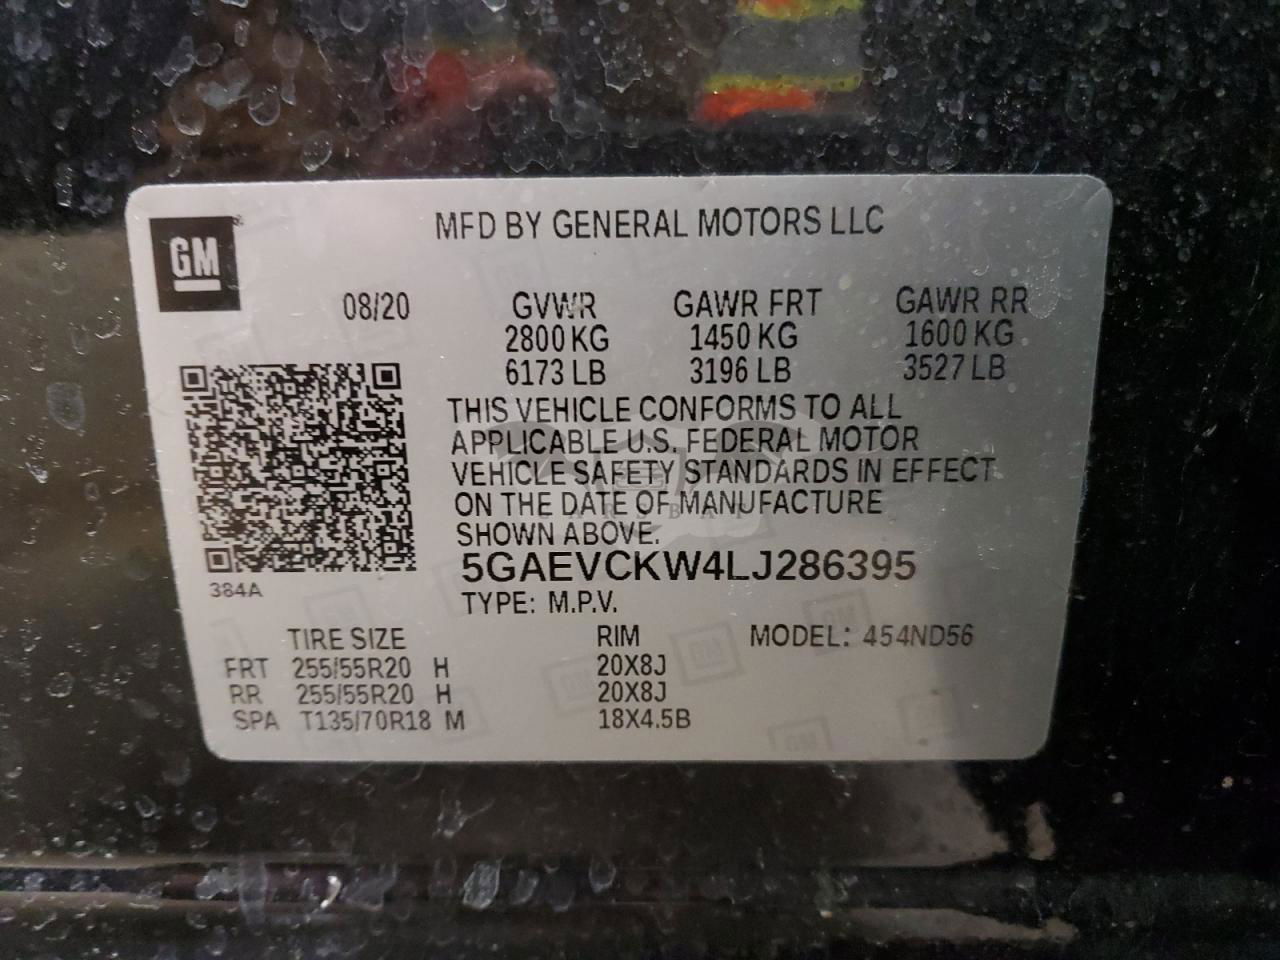 MFD BY GENERAL MOTORS LLC
GM
08/20 GVWR GAWR FRT GAWR RR
2800 KG 1450 KG 1600 KG
6173 LB 3196 LB 3527 LB
THIS VEHICLE CONFORMS TO ALL
APPLICABLE U.S. FEDERAL MOTOR
VEHICLE SAFETY STANDARDS IN EFFECT
ON THE DATE OF MANUFACTURE
SHOWN ABOVE.
5GAEVCKW4LJ286395
384A
TYPE: M.P.V.
TIRE SIZE RIM MODEL: 454ND56
FRT 255/55R20 H 20X8J
RR 255/55R20 H 20X8J
SPA T135/70R18 M 18X4.5B